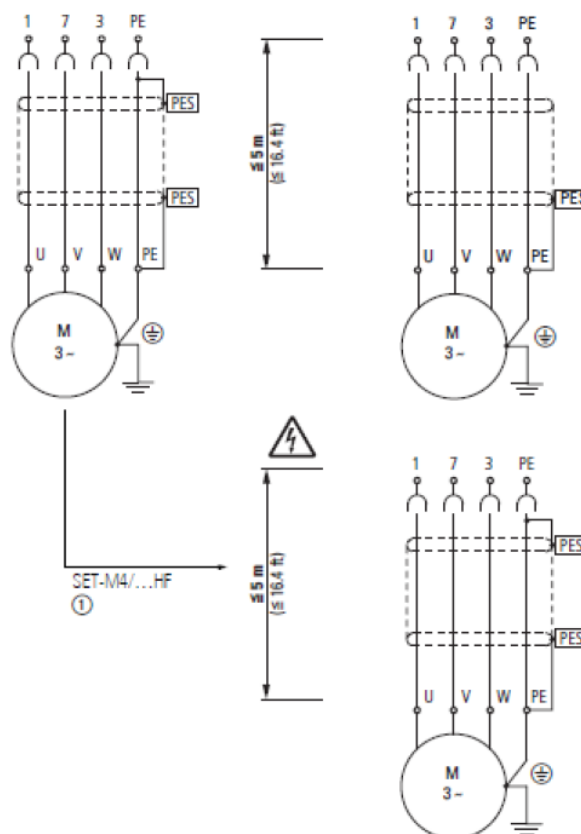 1 7 3 PE
PES
PES
U V W PE
M
3 ~
≦ 5 m
(≦ 16.4 ft)
1 7 3 PE
PES
U V W PE
M
3 ~
SET-M4/...HF
1
≦ 5 m
(≦ 16.4 ft)
1 7 3 PE
PES
PES
U V W PE
M
3 ~